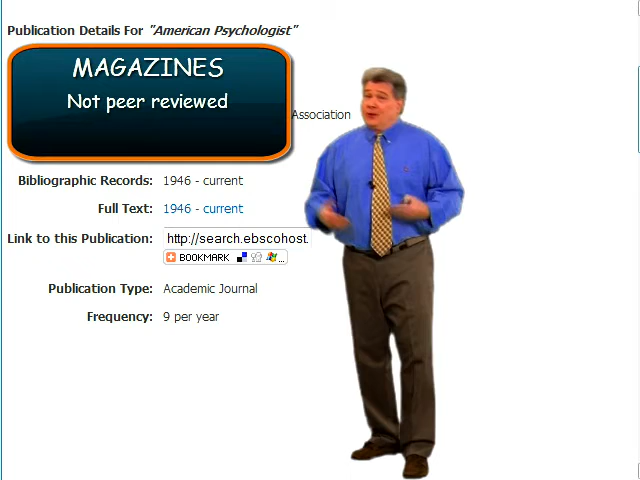 Publication Details For "American Psychologist"
MAGAZINES
Not peer reviewed
Association
Bibliographic Records: 1946 - current
Full Text: 1946 - current
Link to this Publication: http://search.ebscohost.
BOOKMARK ...
Publication Type: Academic Journal
Frequency: 9 per year